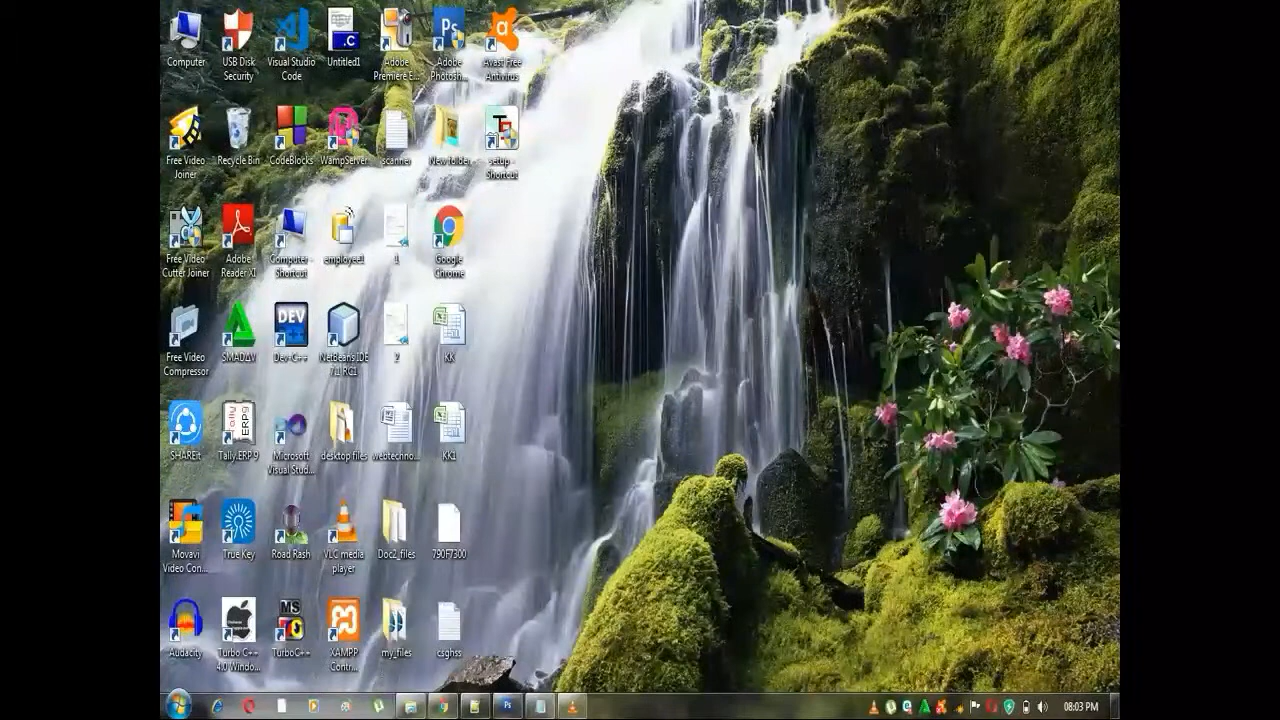 Computer
USB Disk
Security
Visual Studio
Code
Untitled1
Adobe
Premiere E...
Adobe
Photosh...
Avast Free
Antivirus
Free Video
Joiner
Recycle Bin
CodeBlocks
WampServer
scanner
New folder
setup -
Shortcut
Free Video
Cutter Joiner
Adobe
Reader XI
Computer -
Shortcut
employee1
1
Google
Chrome
Free Video
Compressor
SMADAV
DEV
Dev-C++
NetBeans IDE
7.1 RC1
2
KK
SHAREit
Tally.ERP 9
Microsoft
Visual Stud...
desktop files
webtechno...
KK1
Movavi
Video Con...
True Key
Road Rash
VLC media
player
Doc2_files
790F7300
Audacity
Turbo C++
4.0 Windo...
MS
TurboC++
XAMPP
Contr...
my_files
csghss
08:03 PM